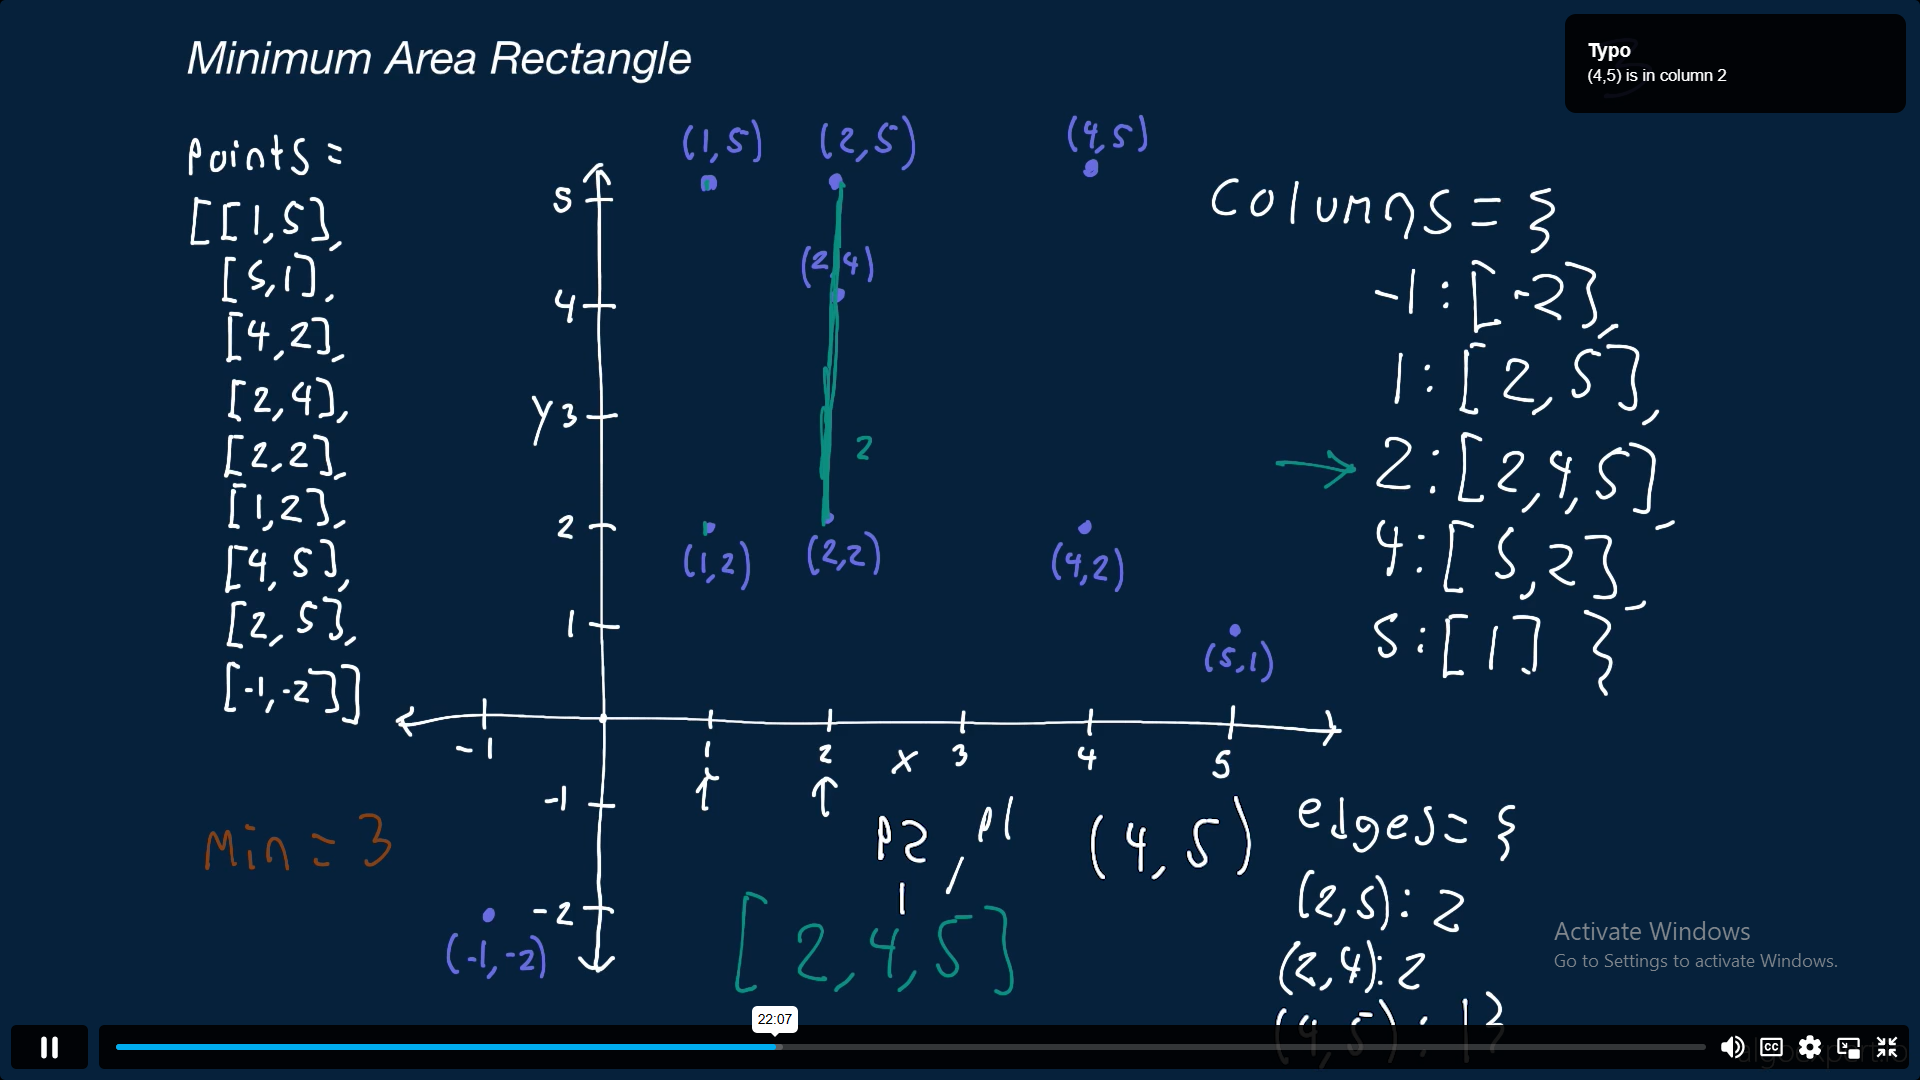 Minimum Area Rectangle
Typo
(4,5) is in column 2
points =
[[1,5],
[5,1],
[4,2],
[2,4],
[2,2],
[1,2],
[4,5],
[2,5],
[-1,-2]]
(1,5) (2,5) (4,5)
5
(2,4)
4
y 3
2
2
(1,2) (2,2) (4,2)
1
(5,1)
-1 1 2 x 3 4 5
-1
-2
(-1,-2)
Columns = {
-1: [-2],
1: [2,5],
2: [2,4,5],
4: [5,2],
5: [1] }
Min = 3
p2 p1
[2,4,5]
(4,5)
edges = {
(2,5): 2
(2,4): 2
(4,5): 1}
Activate Windows
Go to Settings to activate Windows.
22:07
CC